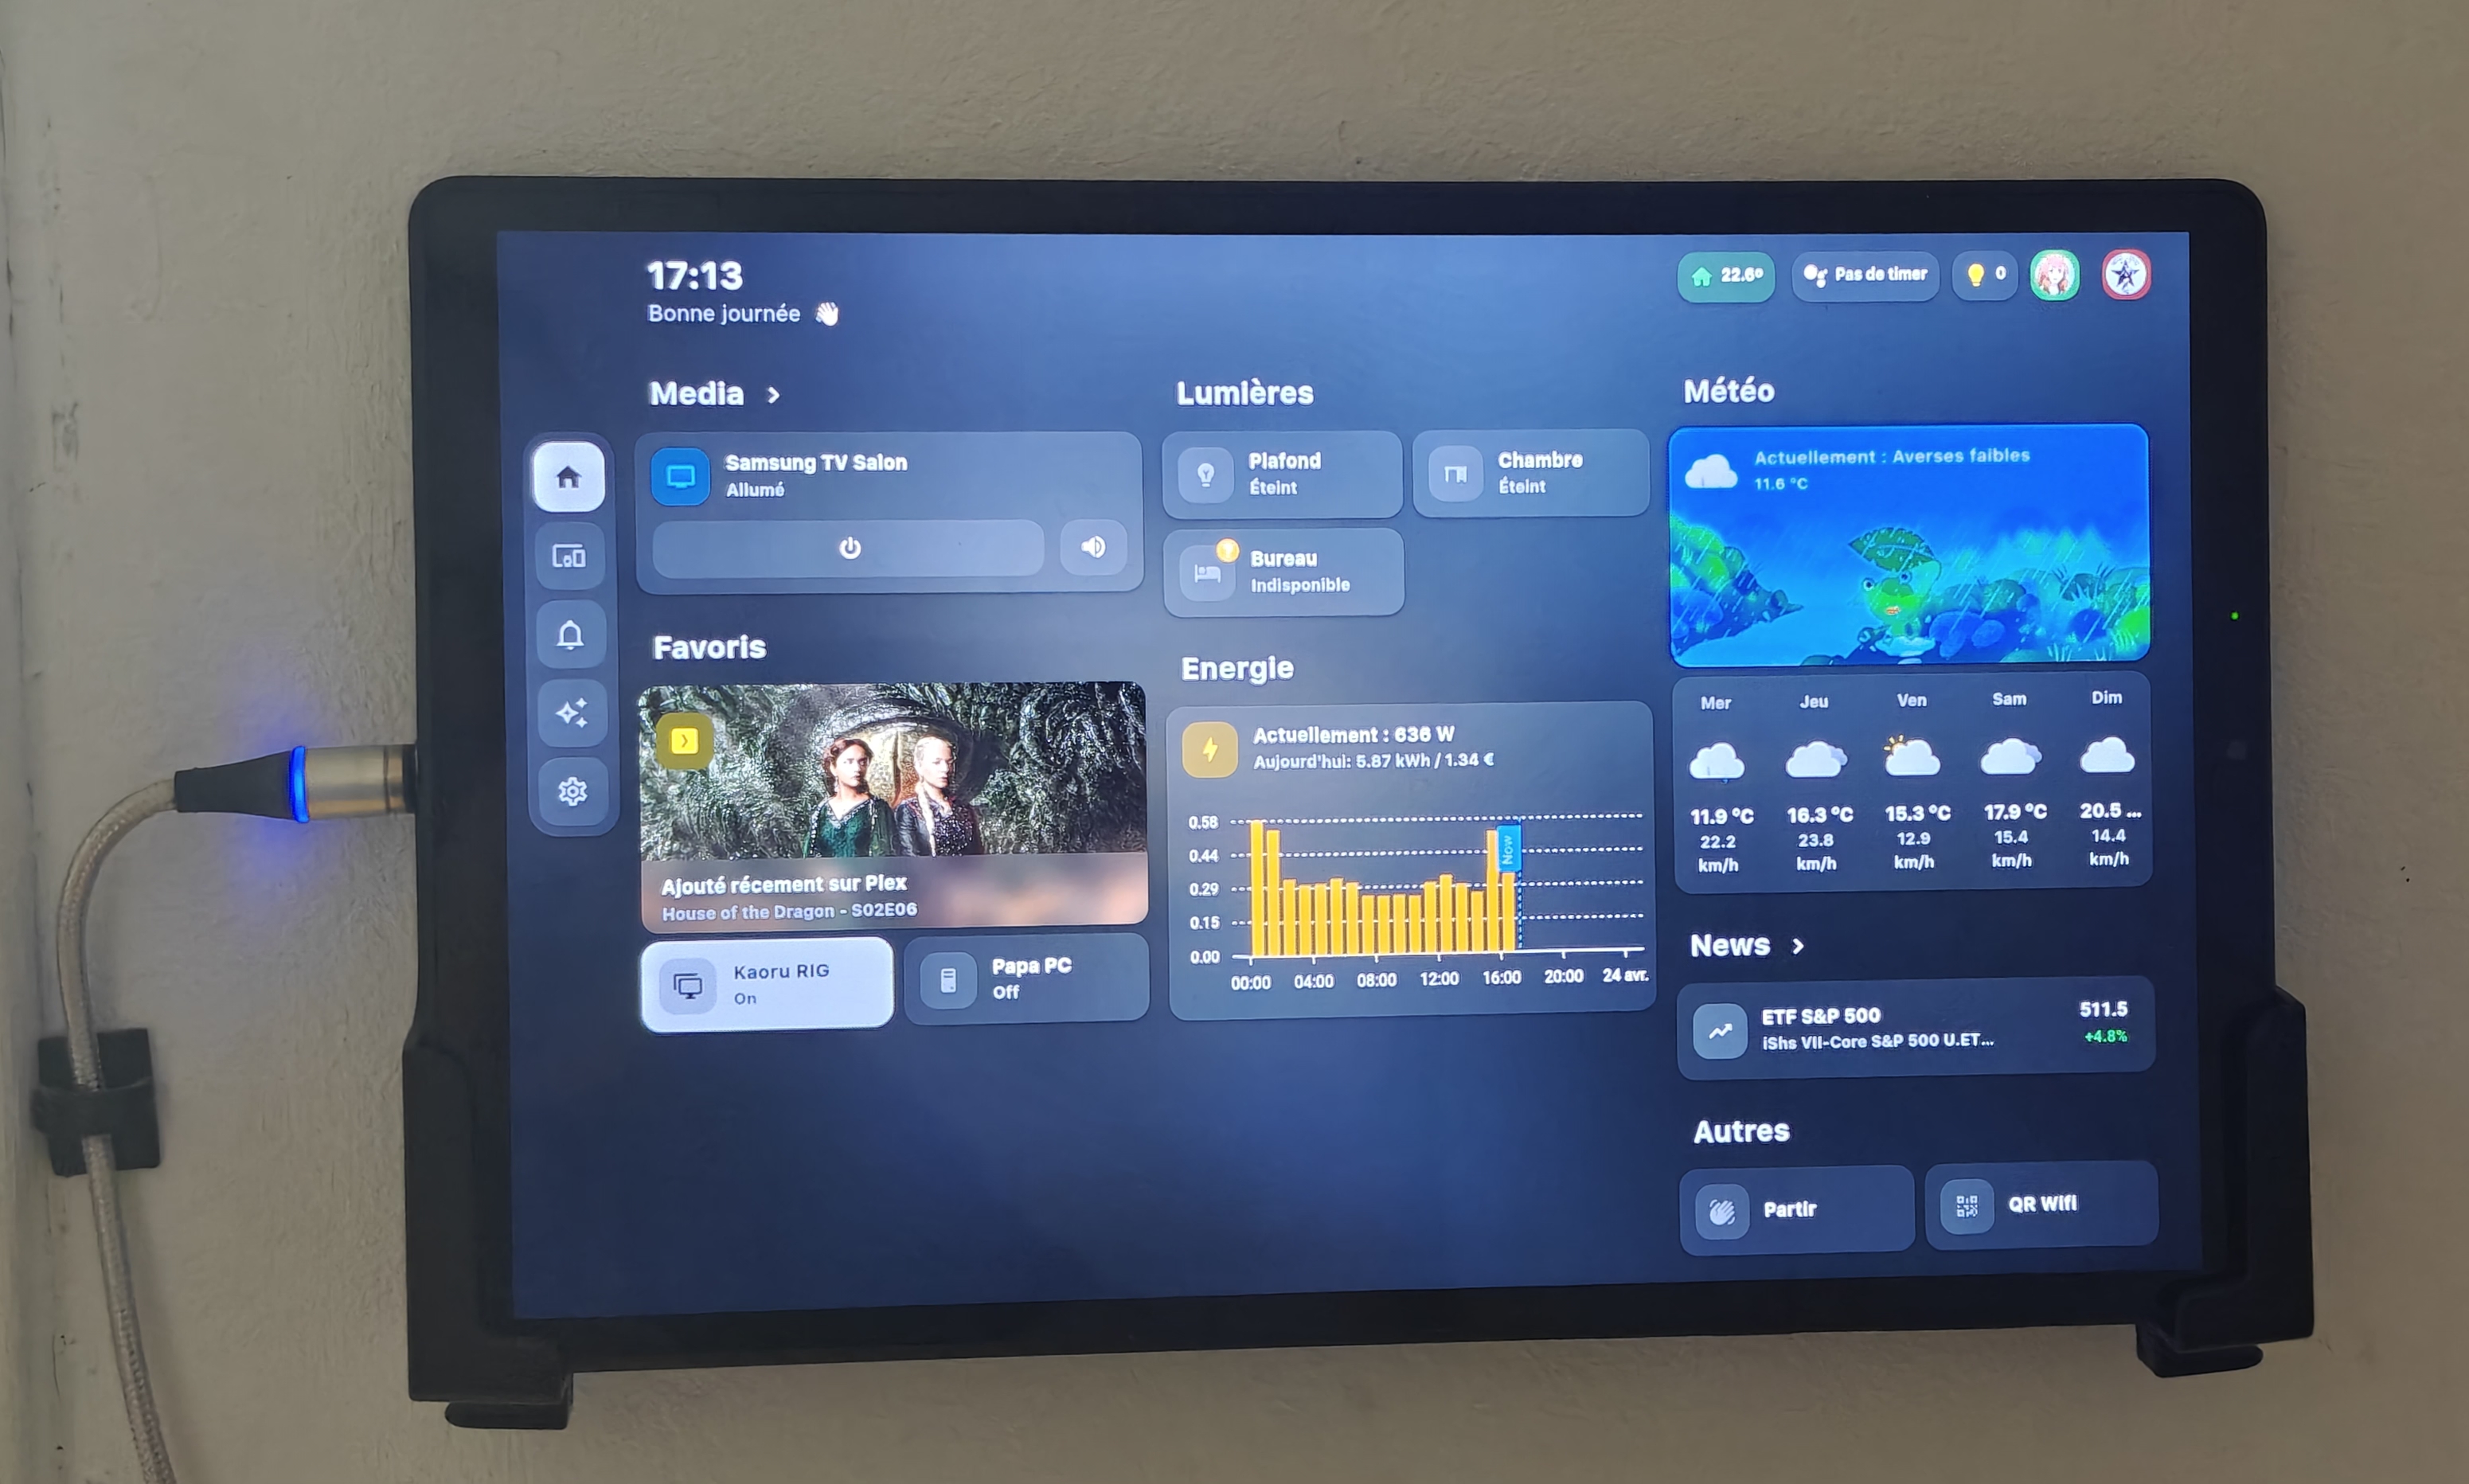 17:13
Bonne journée 👋
22.6°
Pas de timer
0
Media >
Samsung TV Salon
Allumé
Favoris
Ajouté récement sur Plex
House of the Dragon - S02E06
Kaoru RIG
On
Papa PC
Off
Lumières
Plafond
Éteint
Chambre
Éteint
Bureau
Indisponible
Energie
Actuellement : 636 W
Aujourd'hui: 5.87 kWh / 1.34 €
0.58
0.44
0.29
0.15
0.00
Now
00:00 04:00 08:00 12:00 16:00 20:00 24 avr.
Météo
Actuellement : Averses faibles
11.6 °C
Mer Jeu Ven Sam Dim
11.9 °C 16.3 °C 15.3 °C 17.9 °C 20.5 ...
22.2 23.8 12.9 15.4 14.4
km/h km/h km/h km/h km/h
News >
ETF S&P 500
iShs VII-Core S&P 500 U.ET...
511.5
+4.8%
Autres
Partir
QR Wifi